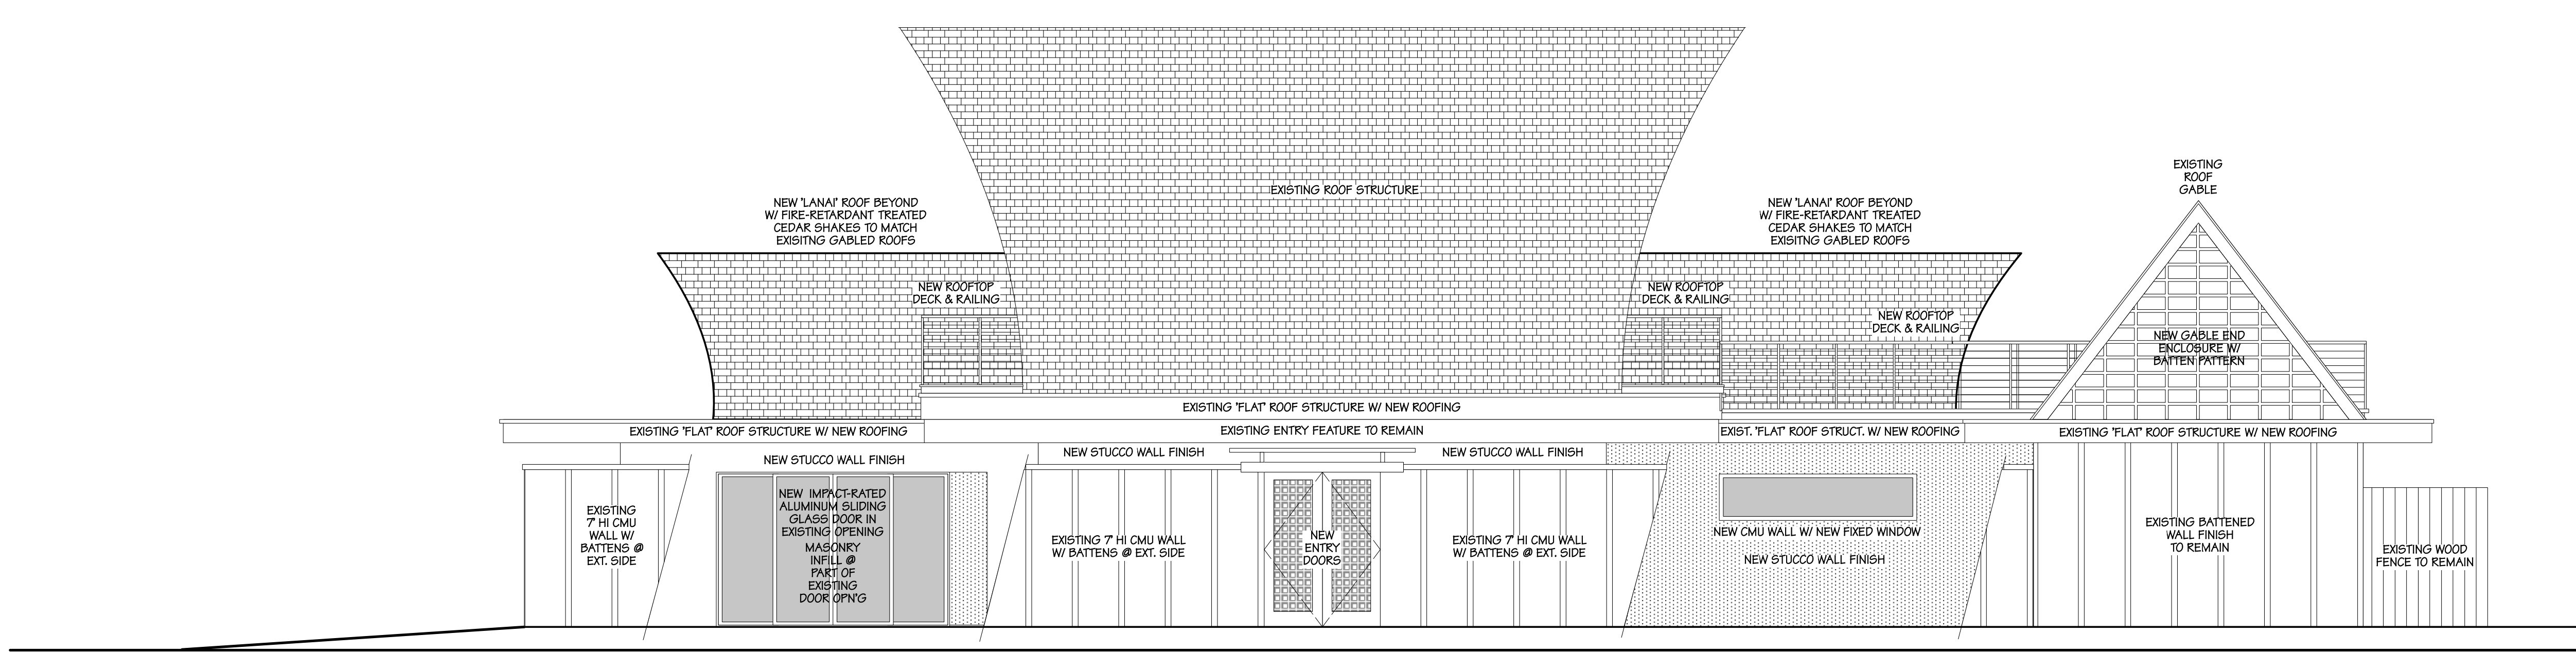 EXISTING
ROOF
GABLE
EXISTING ROOF STRUCTURE
NEW 'LANAI' ROOF BEYOND
W/ FIRE-RETARDANT TREATED
CEDAR SHAKES TO MATCH
EXISITNG GABLED ROOFS
NEW 'LANAI' ROOF BEYOND
W/ FIRE-RETARDANT TREATED
CEDAR SHAKES TO MATCH
EXISITNG GABLED ROOFS
NEW ROOFTOP
DECK & RAILING
NEW ROOFTOP
DECK & RAILING
NEW ROOFTOP
DECK & RAILING
NEW GABLE END
ENCLOSURE W/
BATTEN PATTERN
EXISTING 'FLAT' ROOF STRUCTURE W/ NEW ROOFING
EXISTING 'FLAT' ROOF STRUCTURE W/ NEW ROOFING
EXISTING ENTRY FEATURE TO REMAIN
EXIST. 'FLAT' ROOF STRUCT. W/ NEW ROOFING
EXISTING 'FLAT' ROOF STRUCTURE W/ NEW ROOFING
NEW STUCCO WALL FINISH
NEW STUCCO WALL FINISH
NEW STUCCO WALL FINISH
EXISTING
7' HI CMU
WALL W/
BATTENS @
EXT. SIDE
NEW IMPACT-RATED
ALUMINUM SLIDING
GLASS DOOR IN
EXISTING OPENING
MASONRY
INFILL @
PART OF
EXISTING
DOOR OPN'G
EXISTING 7' HI CMU WALL
W/ BATTENS @ EXT. SIDE
NEW
ENTRY
DOORS
EXISTING 7' HI CMU WALL
W/ BATTENS @ EXT. SIDE
NEW CMU WALL W/ NEW FIXED WINDOW
NEW STUCCO WALL FINISH
EXISTING BATTENED
WALL FINISH
TO REMAIN
EXISTING WOOD
FENCE TO REMAIN